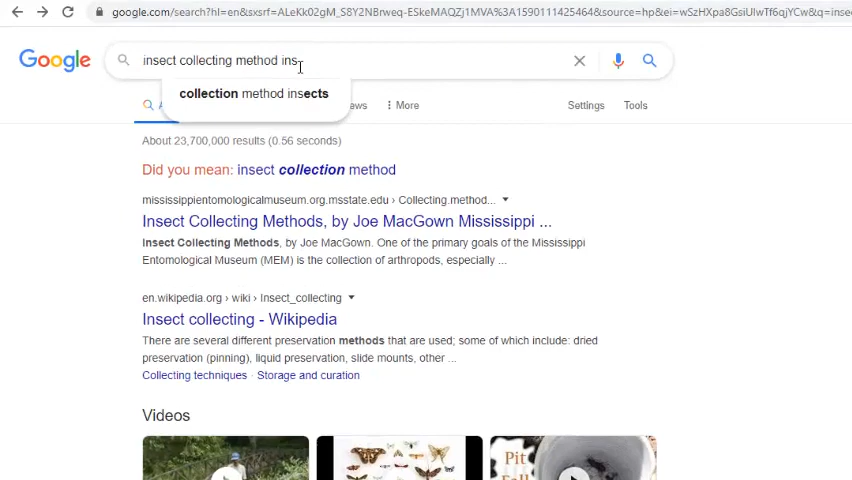 google.com/search?hl=en&sxsrf=ALeKk02gM_S8Y2NBrweq-ESkeMAQZj1MVA%3A1590111425464&source=hp&ei=wSzHXpa8GsiUlwTf6qjYCw&q=inse
Google
insect collecting method ins
collection method insects
A
ews
More
Settings
Tools
About 23,700,000 results (0.56 seconds)
Did you mean: insect collection method
mississippientomologicalmuseum.org.msstate.edu › Collecting.method...
Insect Collecting Methods, by Joe MacGown Mississippi ...
Insect Collecting Methods, by Joe MacGown. One of the primary goals of the Mississippi
Entomological Museum (MEM) is the collection of arthropods, especially ...
en.wikipedia.org › wiki › Insect_collecting
Insect collecting - Wikipedia
There are several different preservation methods that are used; some of which include: dried
preservation (pinning), liquid preservation, slide mounts, other ...
Collecting techniques · Storage and curation
Videos
Pit
Fall